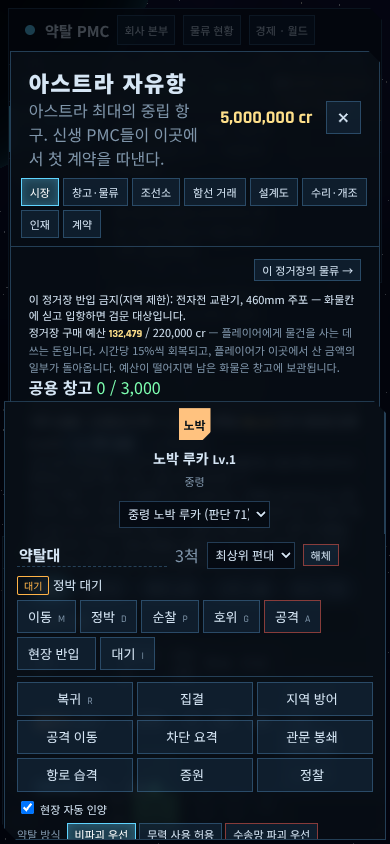 약탈 PMC 회사 본부 물류 현황 경제 · 월드
아스트라 자유항
아스트라 최대의 중립 항
구. 신생 PMC들이 이곳에
서 첫 계약을 따낸다.
5,000,000 cr ×
시장 창고·물류 조선소 함선 거래 설계도 수리·개조
인재 계약
이 정거장의 물류 →
이 정거장 반입 금지(지역 제한): 전자전 교란기, 460mm 주포 — 화물칸
에 싣고 입항하면 검문 대상입니다.
정거장 구매 예산 132,479 / 220,000 cr — 플레이어에게 물건을 사는 데
쓰는 돈입니다. 시간당 15%씩 회복되고, 플레이어가 이곳에서 산 금액의
일부가 돌아옵니다. 예산이 떨어지면 남은 화물은 창고에 보관됩니다.
공용 창고 0 / 3,000
노박
노박 루카 Lv.1
중령
중령 노박 루카 (판단 71)
약탈대 3척 최상위 편대 해체
대기 정박 대기
이동 M 정박 D 순찰 P 호위 G 공격 A
현장 반입 대기 I
복귀 R 집결 지역 방어
공격 이동 차단 요격 관문 봉쇄
항로 습격 증원 정찰
현장 자동 인양
약탈 방식 비파괴 우선 무력 사용 허용 수송망 파괴 우선